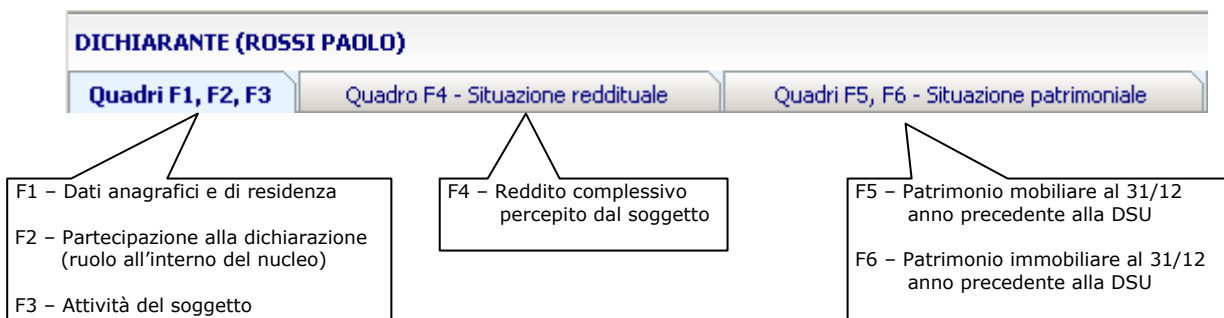 DICHIARANTE (ROSSI PAOLO)
Quadri F1, F2, F3
Quadro F4 - Situazione reddituale
Quadri F5, F6 - Situazione patrimoniale
F1 – Dati anagrafici e di residenza
F2 – Partecipazione alla dichiarazione
(ruolo all'interno del nucleo)
F3 – Attività del soggetto
F4 – Reddito complessivo
percepito dal soggetto
F5 – Patrimonio mobiliare al 31/12
anno precedente alla DSU
F6 – Patrimonio immobiliare al 31/12
anno precedente alla DSU